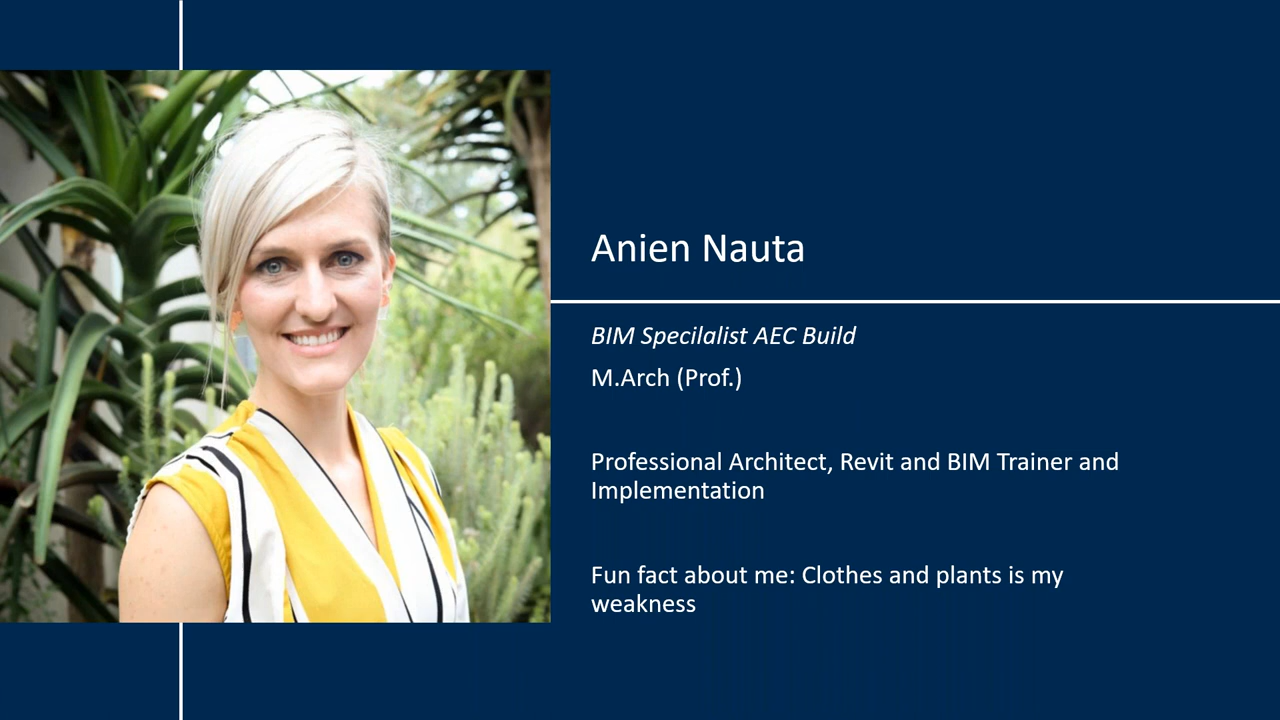 Anien Nauta
BIM Specilalist AEC Build
M.Arch (Prof.)
Professional Architect, Revit and BIM Trainer and
Implementation
Fun fact about me: Clothes and plants is my
weakness